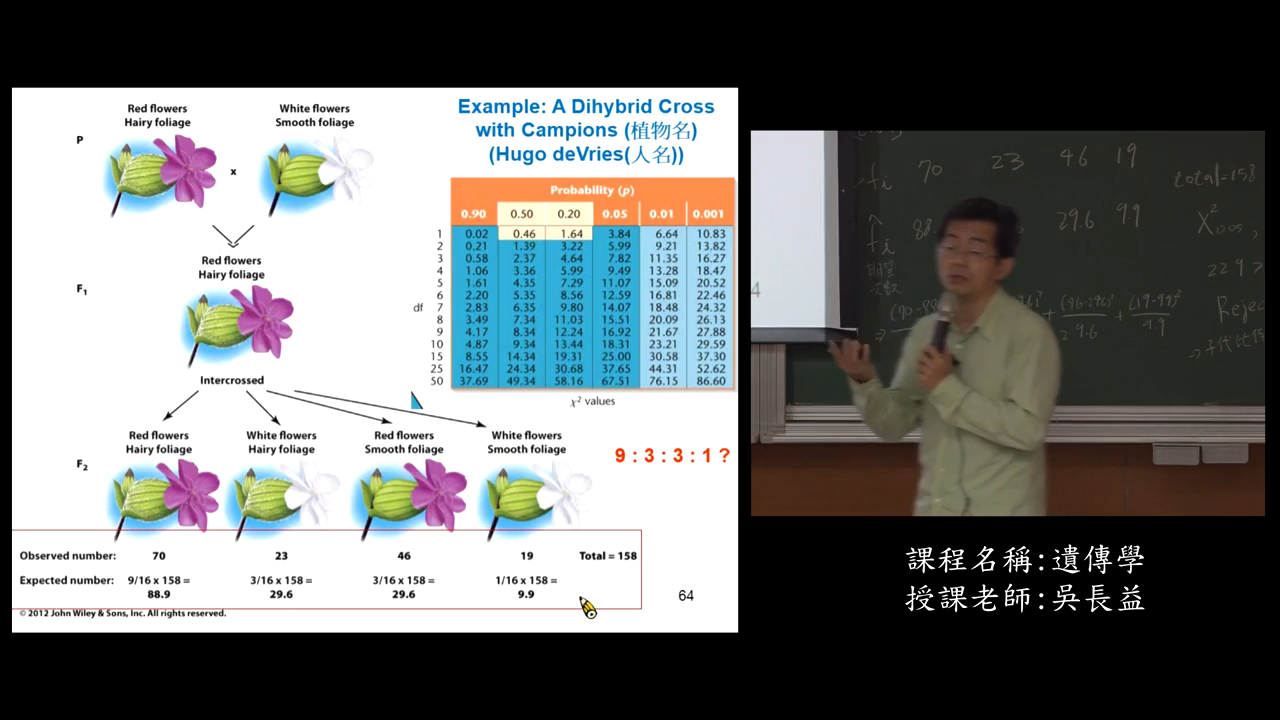 Red flowers
Hairy foliage
White flowers
Smooth foliage
P
x
Red flowers
Hairy foliage
F1
Intercrossed
Red flowers
Hairy foliage
White flowers
Hairy foliage
Red flowers
Smooth foliage
White flowers
Smooth foliage
F2
Observed number: 70 23 46 19 Total = 158
Expected number: 9/16 x 158 = 3/16 x 158 = 3/16 x 158 = 1/16 x 158 =
88.9 29.6 29.6 9.9
© 2012 John Wiley & Sons, Inc. All rights reserved.
64
Example: A Dihybrid Cross
with Campions (植物名)
(Hugo deVries(人名))
Probability (p)
0.90 0.50 0.20 0.05 0.01 0.001
1 0.02 0.46 1.64 3.84 6.64 10.83
2 0.21 1.39 3.22 5.99 9.21 13.82
3 0.58 2.37 4.64 7.82 11.35 16.27
4 1.06 3.36 5.99 9.49 13.28 18.47
5 1.61 4.35 7.29 11.07 15.09 20.52
6 2.20 5.35 8.56 12.59 16.81 22.46
df 7 2.83 6.35 9.80 14.07 18.48 24.32
8 3.49 7.34 11.03 15.51 20.09 26.13
9 4.17 8.34 12.24 16.92 21.67 27.88
10 4.87 9.34 13.44 18.31 23.21 29.59
15 8.55 14.34 19.31 25.00 30.58 37.30
25 16.47 24.34 30.68 37.65 44.31 52.62
50 37.69 49.34 58.16 67.51 76.15 86.60
χ2 values
9 : 3 : 3 : 1 ?
fi 70 23 46 19
total=158
88. 29.6 9.9
期望
次數
22.9 >
4
課程名稱:遺傳學
授課老師:吳長益